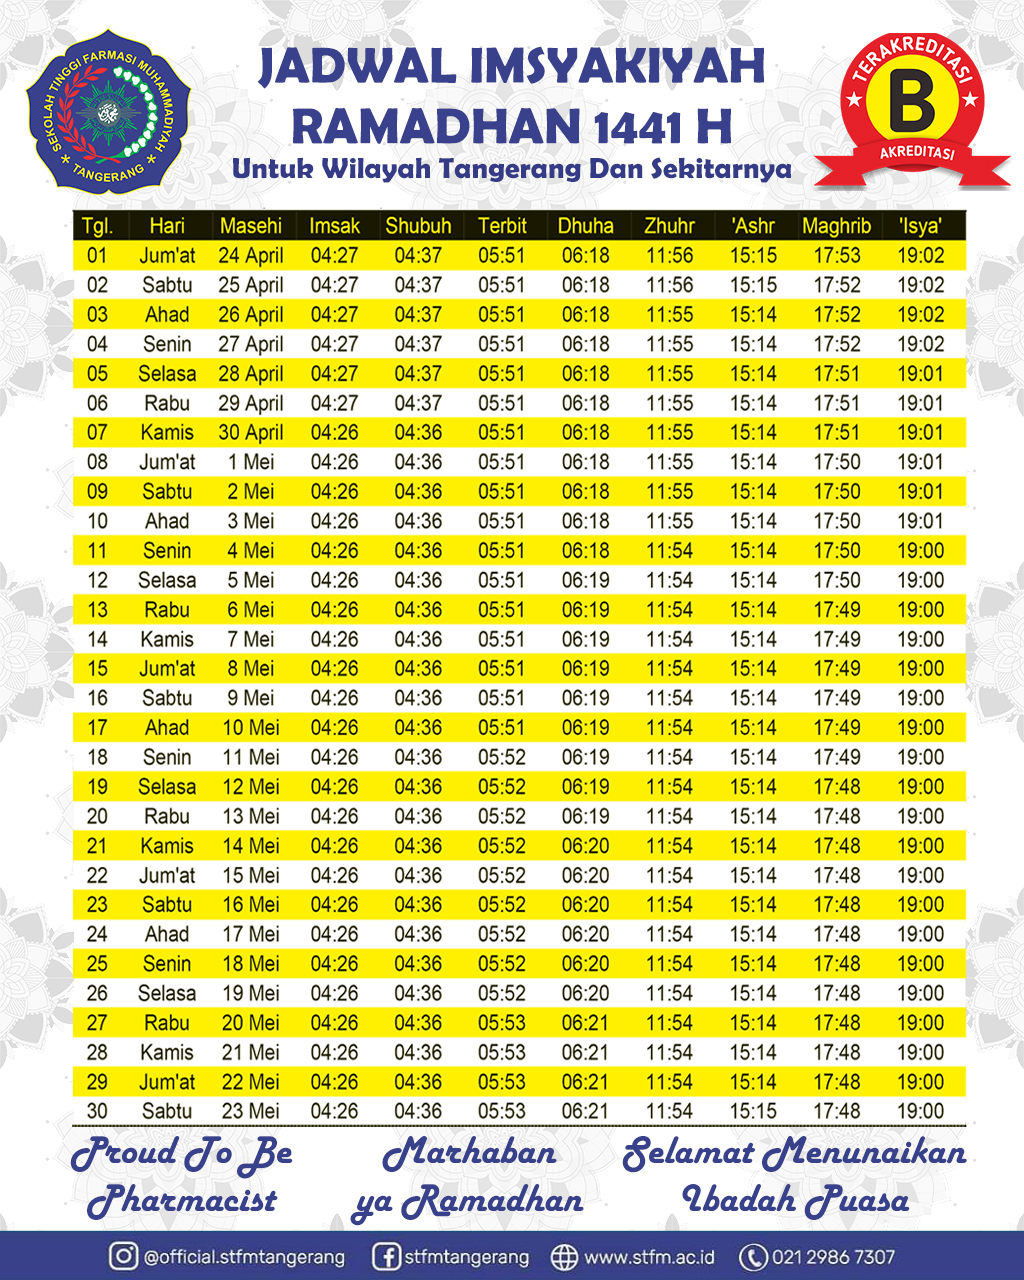 SEKOLAH TINGGI FARMASI MUHAMMADIYAH
TANGERANG
JADWAL IMSYAKIYAH
RAMADHAN 1441 H
Untuk Wilayah Tangerang Dan Sekitarnya
TERAKREDITASI
B
AKREDITASI
Tgl. Hari Masehi Imsak Shubuh Terbit Dhuha Zhuhr 'Ashr Maghrib 'Isya'
01 Jum'at 24 April 04:27 04:37 05:51 06:18 11:56 15:15 17:53 19:02
02 Sabtu 25 April 04:27 04:37 05:51 06:18 11:56 15:15 17:52 19:02
03 Ahad 26 April 04:27 04:37 05:51 06:18 11:55 15:14 17:52 19:02
04 Senin 27 April 04:27 04:37 05:51 06:18 11:55 15:14 17:52 19:02
05 Selasa 28 April 04:27 04:37 05:51 06:18 11:55 15:14 17:51 19:01
06 Rabu 29 April 04:27 04:37 05:51 06:18 11:55 15:14 17:51 19:01
07 Kamis 30 April 04:26 04:36 05:51 06:18 11:55 15:14 17:51 19:01
08 Jum'at 1 Mei 04:26 04:36 05:51 06:18 11:55 15:14 17:50 19:01
09 Sabtu 2 Mei 04:26 04:36 05:51 06:18 11:55 15:14 17:50 19:01
10 Ahad 3 Mei 04:26 04:36 05:51 06:18 11:55 15:14 17:50 19:01
11 Senin 4 Mei 04:26 04:36 05:51 06:18 11:54 15:14 17:50 19:00
12 Selasa 5 Mei 04:26 04:36 05:51 06:19 11:54 15:14 17:50 19:00
13 Rabu 6 Mei 04:26 04:36 05:51 06:19 11:54 15:14 17:49 19:00
14 Kamis 7 Mei 04:26 04:36 05:51 06:19 11:54 15:14 17:49 19:00
15 Jum'at 8 Mei 04:26 04:36 05:51 06:19 11:54 15:14 17:49 19:00
16 Sabtu 9 Mei 04:26 04:36 05:51 06:19 11:54 15:14 17:49 19:00
17 Ahad 10 Mei 04:26 04:36 05:51 06:19 11:54 15:14 17:49 19:00
18 Senin 11 Mei 04:26 04:36 05:52 06:19 11:54 15:14 17:49 19:00
19 Selasa 12 Mei 04:26 04:36 05:52 06:19 11:54 15:14 17:48 19:00
20 Rabu 13 Mei 04:26 04:36 05:52 06:19 11:54 15:14 17:48 19:00
21 Kamis 14 Mei 04:26 04:36 05:52 06:20 11:54 15:14 17:48 19:00
22 Jum'at 15 Mei 04:26 04:36 05:52 06:20 11:54 15:14 17:48 19:00
23 Sabtu 16 Mei 04:26 04:36 05:52 06:20 11:54 15:14 17:48 19:00
24 Ahad 17 Mei 04:26 04:36 05:52 06:20 11:54 15:14 17:48 19:00
25 Senin 18 Mei 04:26 04:36 05:52 06:20 11:54 15:14 17:48 19:00
26 Selasa 19 Mei 04:26 04:36 05:52 06:20 11:54 15:14 17:48 19:00
27 Rabu 20 Mei 04:26 04:36 05:53 06:21 11:54 15:14 17:48 19:00
28 Kamis 21 Mei 04:26 04:36 05:53 06:21 11:54 15:14 17:48 19:00
29 Jum'at 22 Mei 04:26 04:36 05:53 06:21 11:54 15:14 17:48 19:00
30 Sabtu 23 Mei 04:26 04:36 05:53 06:21 11:54 15:15 17:48 19:00
Proud To Be
Pharmacist
Marhaban
ya Ramadhan
Selamat Menunaikan
Ibadah Puasa
@official.stfmtangerang stfmtangerang www.stfm.ac.id 021 2986 7307